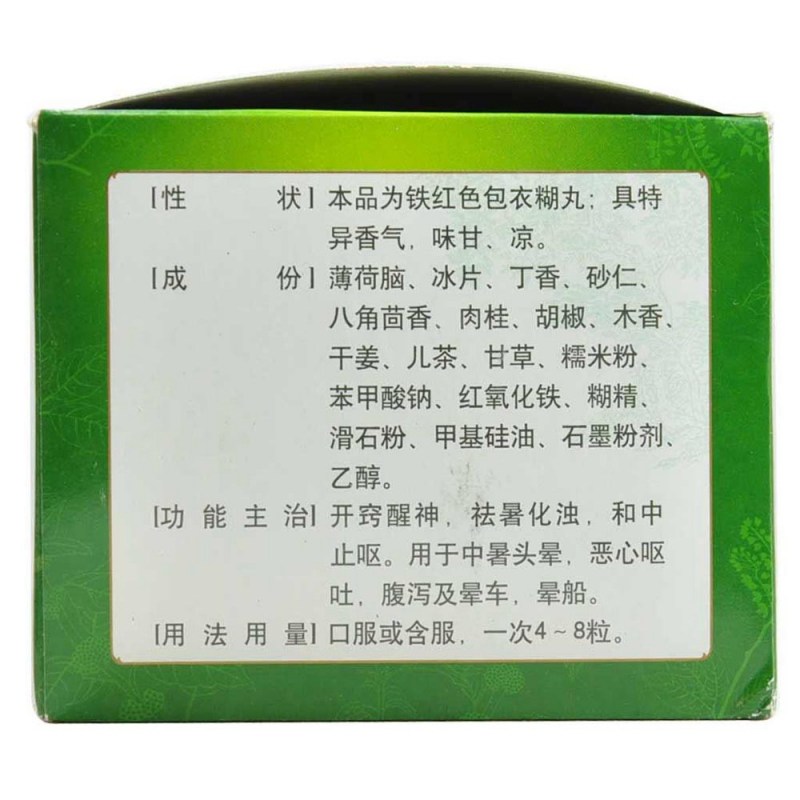 [性状] 本品为铁红色包衣糊丸；具特
异香气，味甘、凉。
[成份] 薄荷脑、冰片、丁香、砂仁、
八角茴香、肉桂、胡椒、木香、
干姜、儿茶、甘草、糯米粉、
苯甲酸钠、红氧化铁、糊精、
滑石粉、甲基硅油、石墨粉剂、
乙醇。
[功能主治] 开窍醒神，祛暑化浊，和中
止呕。用于中暑头晕，恶心呕
吐，腹泻及晕车，晕船。
[用法用量] 口服或含服，一次4～8粒。